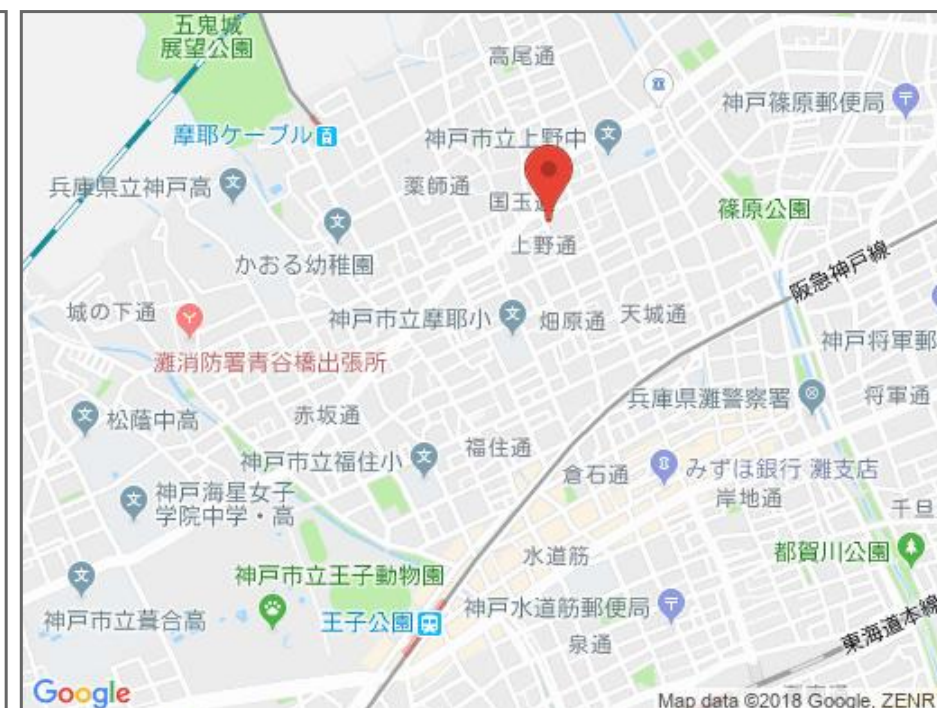 五鬼城
展望公園
高尾通
神戸篠原郵便局
摩耶ケーブル
神戸市立上野中
兵庫県立神戸高
薬師通
国玉通
篠原公園
上野通
かおる幼稚園
阪急神戸線
城の下通
神戸市立摩耶小
畑原通
天城通
灘消防署青谷橋出張所
神戸将軍郵
兵庫県灘警察署
将軍通
松蔭中高
赤坂通
福住通
神戸市立福住小
倉石通
みずほ銀行 灘支店
岸地通
神戸海星女子
学院中学・高
千旦
水道筋
都賀川公園
神戸市立王子動物園
神戸市立葺合高
王子公園
神戸水道筋郵便局
泉通
東海道本線
Google
Map data ©2018 Google, ZENR